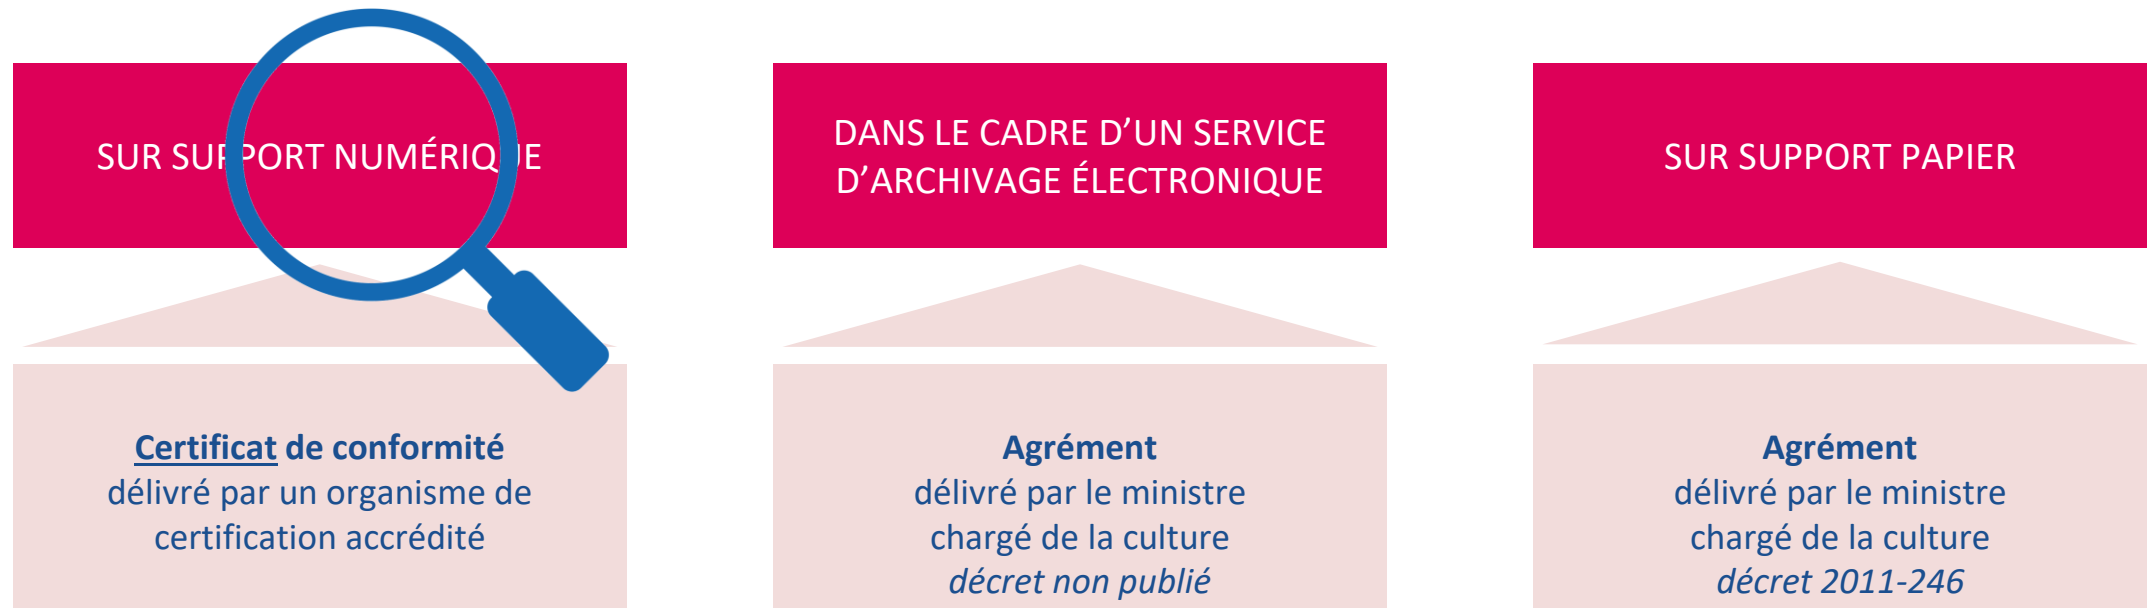 SUR SUPPORT NUMÉRIQUE
Certificat de conformité
délivré par un organisme de
certification accrédité
DANS LE CADRE D’UN SERVICE
D’ARCHIVAGE ÉLECTRONIQUE
Agrément
délivré par le ministre
chargé de la culture
décret non publié
SUR SUPPORT PAPIER
Agrément
délivré par le ministre
chargé de la culture
décret 2011-246